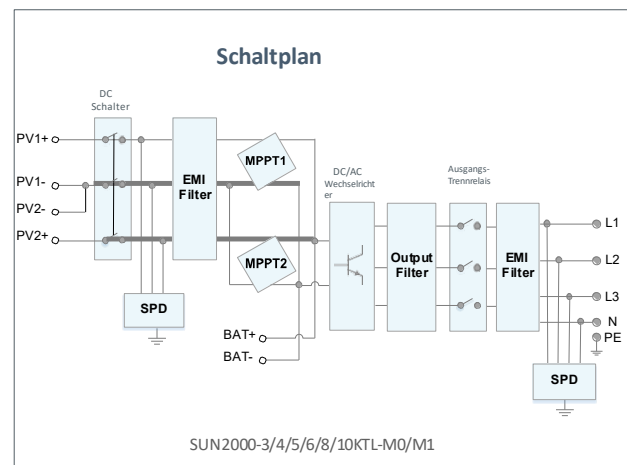 Schaltplan
DC
Schalter
PV1+
PV1-
PV2-
PV2+
EMI
Filter
MPPT1
MPPT2
SPD
BAT+
BAT-
DC/AC
Wechselricht
er
Output
Filter
Ausgangs-
Trennrelais
EMI
Filter
L1
L2
L3
N
PE
SPD
SUN2000-3/4/5/6/8/10KTL-M0/M1